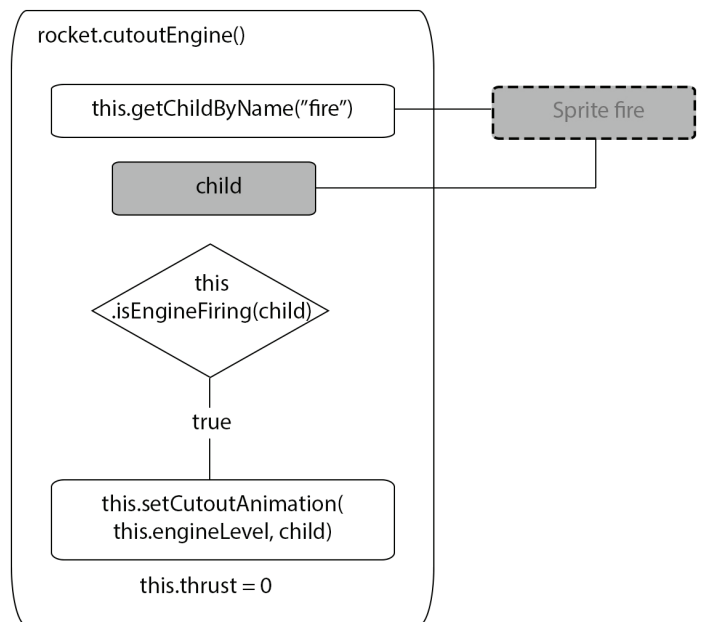 rocket.cutoutEngine()
this.getChildByName(”fire”)
Sprite fire
child
this
.isEngineFiring(child)
true
this.setCutoutAnimation(
this.engineLevel, child)
this.thrust = 0